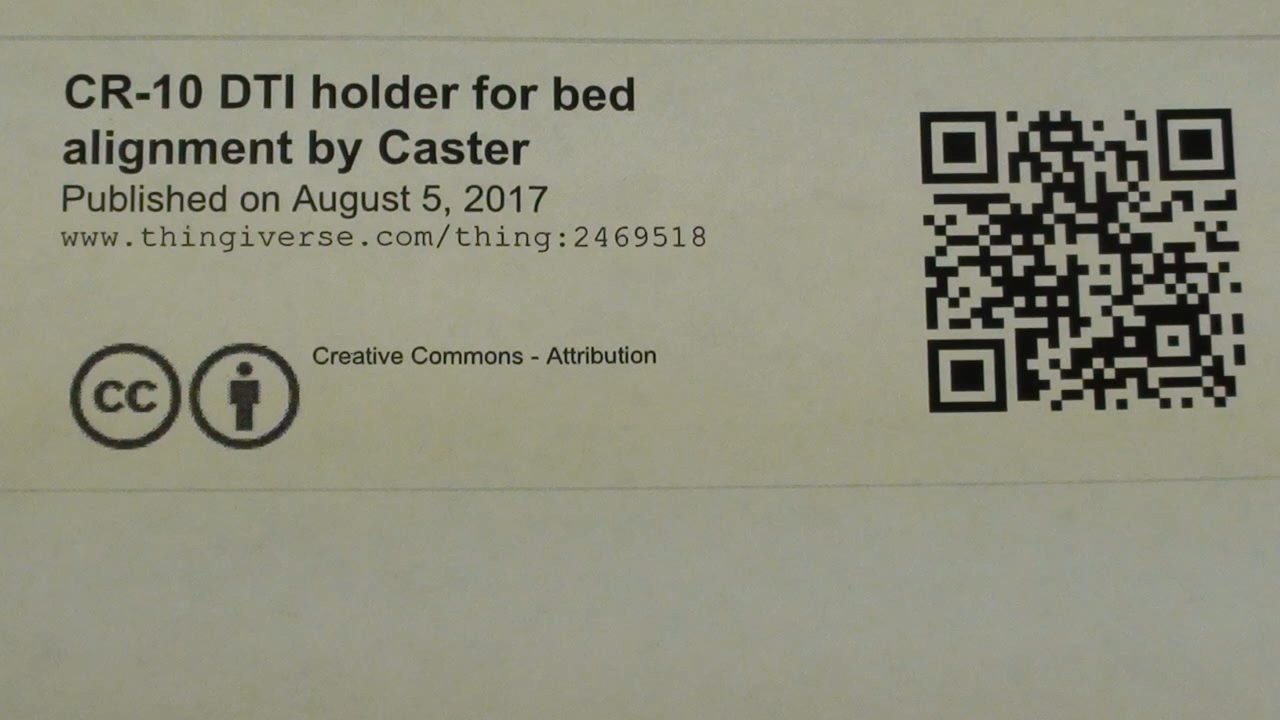 CR-10 DTI holder for bed
alignment by Caster
Published on August 5, 2017
www.thingiverse.com/thing:2469518
Creative Commons - Attribution
cc